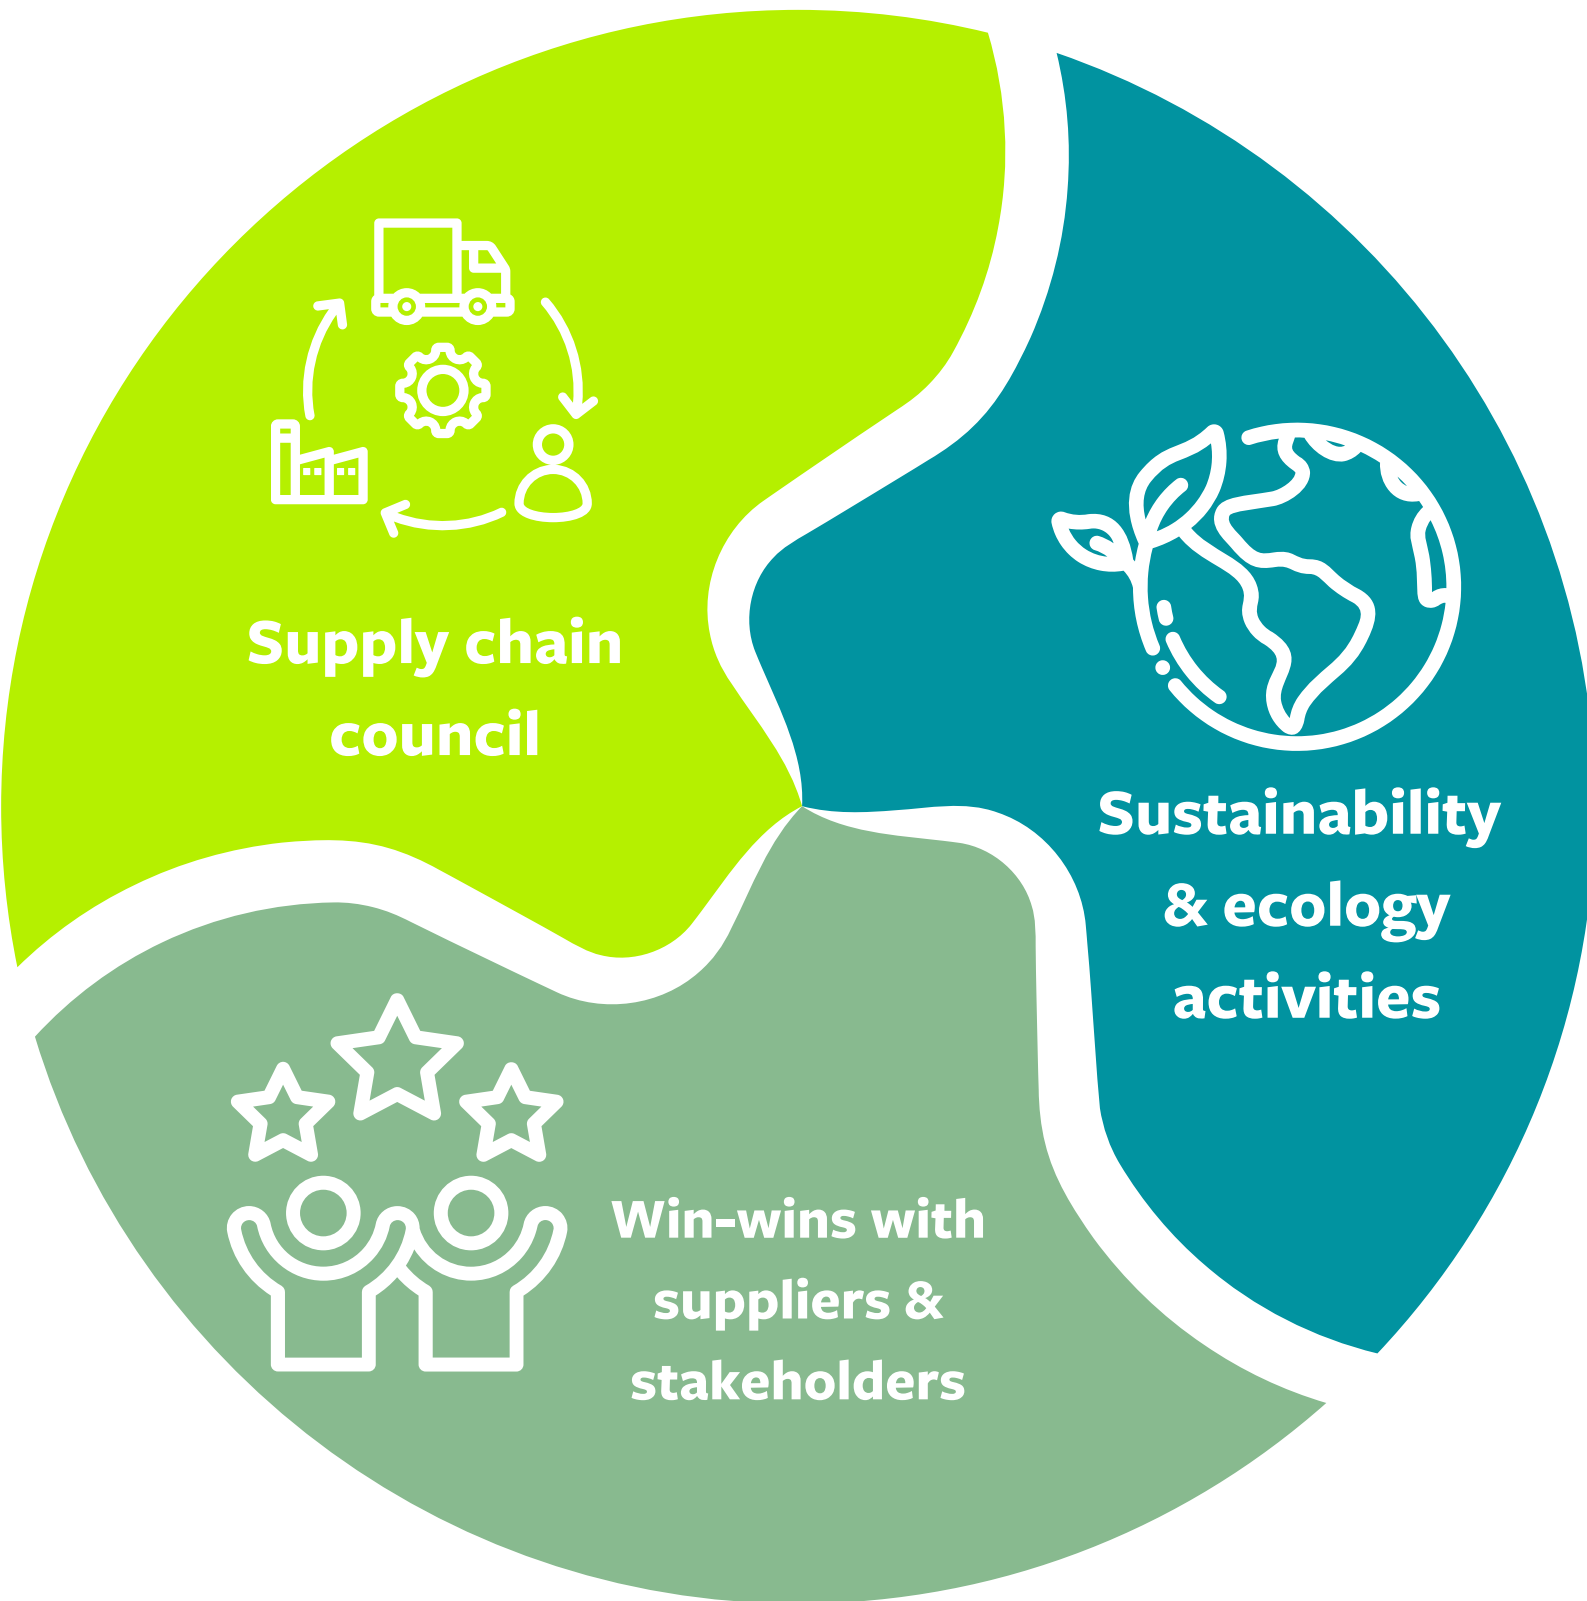 Supply chain
council
Sustainability
& ecology
activities
Win-wins with
suppliers &
stakeholders